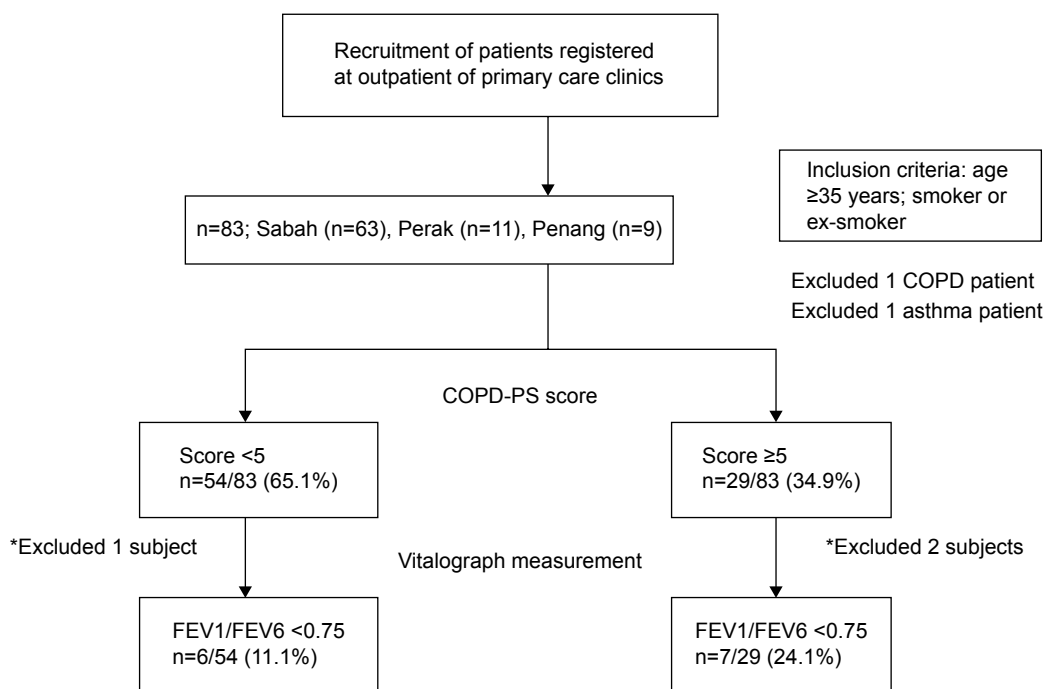 Recruitment of patients registered
at outpatient of primary care clinics
Inclusion criteria: age
≥35 years; smoker or
ex-smoker
n=83; Sabah (n=63), Perak (n=11), Penang (n=9)
Excluded 1 COPD patient
Excluded 1 asthma patient
COPD-PS score
Score <5
n=54/83 (65.1%)
Score ≥5
n=29/83 (34.9%)
*Excluded 1 subject
Vitalograph measurement
*Excluded 2 subjects
FEV1/FEV6 <0.75
n=6/54 (11.1%)
FEV1/FEV6 <0.75
n=7/29 (24.1%)